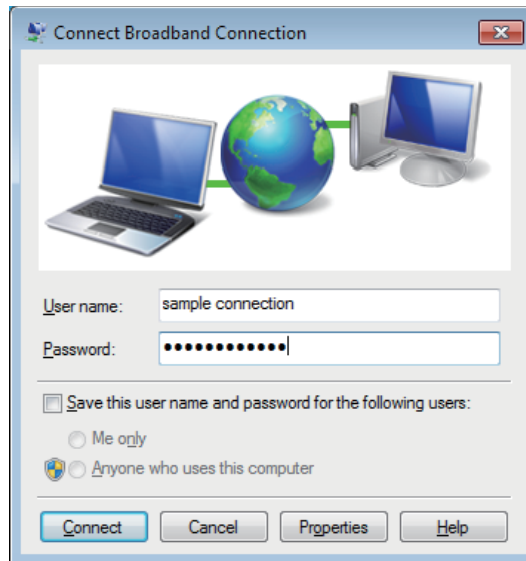 Connect Broadband Connection
User name: sample connection
Password: ••••••••••••
Save this user name and password for the following users:
Me only
Anyone who uses this computer
Connect Cancel Properties Help